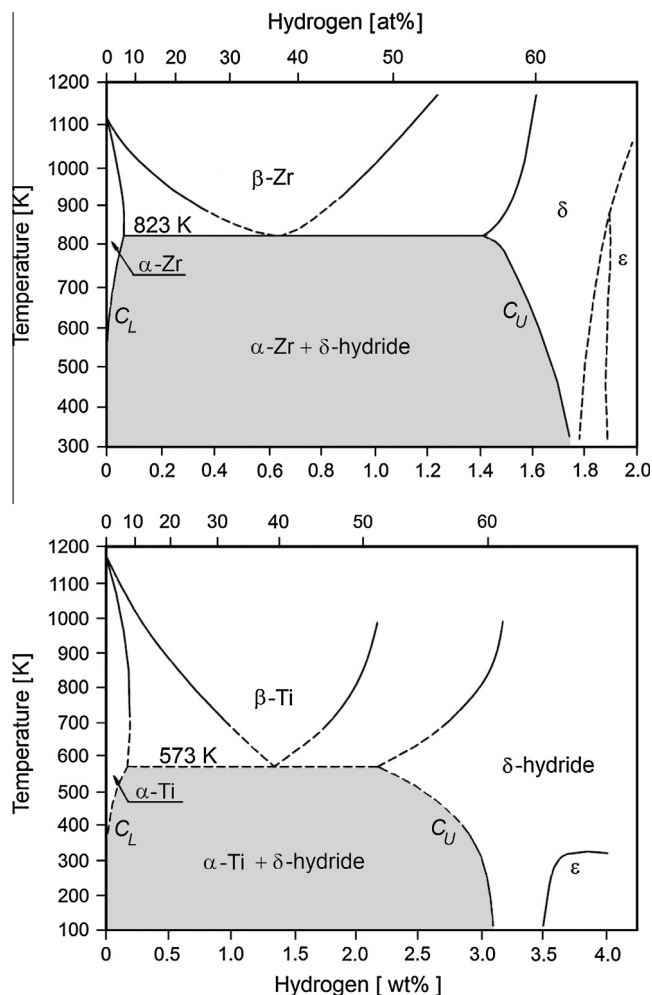 Hydrogen [at%]
0 10 20 30 40 50 60
1200
1100
1000
900
800
700
600
500
400
300
Temperature [K]
β-Zr
δ
823 K
ε
α-Zr
C_L
C_U
α-Zr + δ-hydride
0 0.2 0.4 0.6 0.8 1.0 1.2 1.4 1.6 1.8 2.0
0 10 20 30 40 50 60
1200
1100
1000
900
800
700
600
500
400
300
200
100
Temperature [K]
β-Ti
573 K
δ-hydride
α-Ti
C_L
C_U
α-Ti + δ-hydride
ε
0 0.5 1.0 1.5 2.0 2.5 3.0 3.5 4.0
Hydrogen [ wt%]